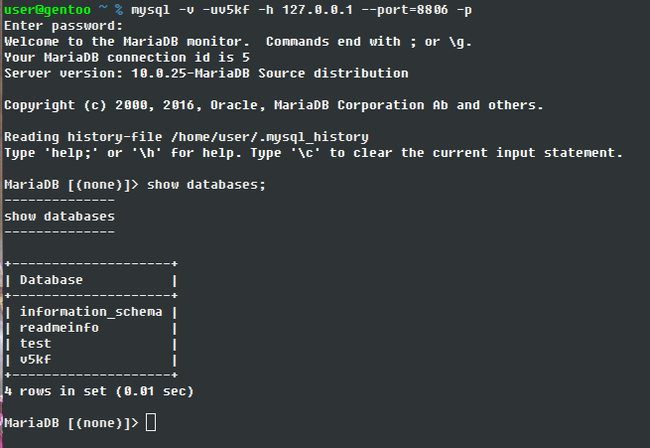 user@gentoo ~ % mysql -v -uv5kf -h 127.0.0.1 --port=8806 -p
Enter password:
Welcome to the MariaDB monitor.  Commands end with ; or \g.
Your MariaDB connection id is 5
Server version: 10.0.25-MariaDB Source distribution

Copyright (c) 2000, 2016, Oracle, MariaDB Corporation Ab and others.

Reading history-file /home/user/.mysql_history
Type 'help;' or '\h' for help. Type '\c' to clear the current input statement.

MariaDB [(none)]> show databases;
--------------
show databases
--------------

+--------------------+
| Database           |
+--------------------+
| information_schema |
| readmeinfo         |
| test               |
| v5kf               |
+--------------------+
4 rows in set (0.01 sec)

MariaDB [(none)]>